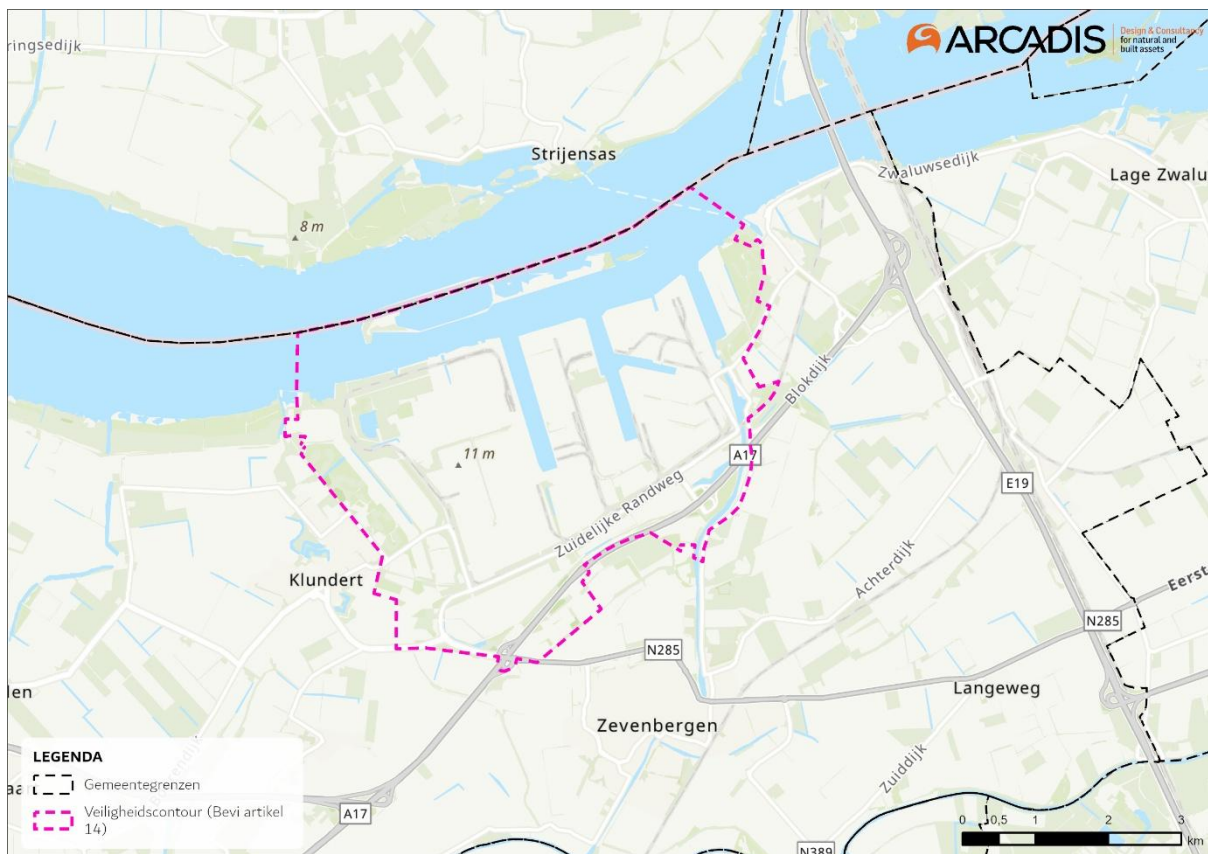 ringsedijk
ARCADIS
Design & Consultancy
for natural and
built assets
Strijensas
Zwaluwsedijk
Lage Zwalu
8 m
Blokdijk
11 m
A17
E19
Zuidelijke Randweg
Klundert
Achterdijk
Eerst
N285
N285
den
Langeweg
Zevenbergen
Zuiddijk
LEGENDA
Gemeentegrenzen
Veiligheidscontour (Bevi artikel
14)
A17
N389
0 0,5 1 2 3
km